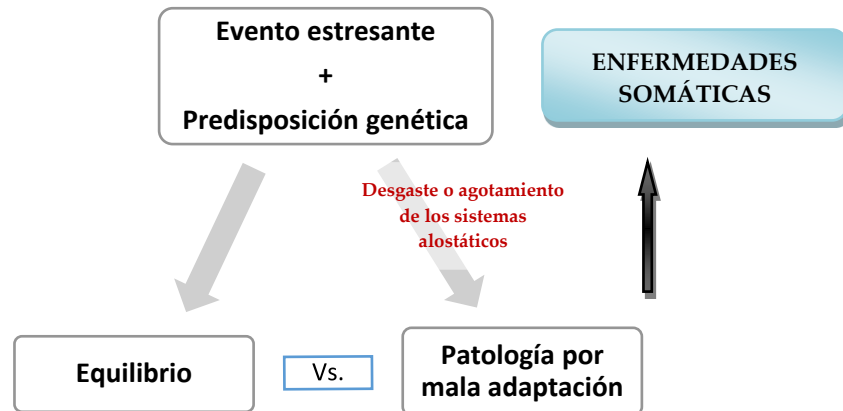 Evento estresante
+
Predisposición genética
ENFERMEDADES
SOMÁTICAS
Desgaste o agotamiento
de los sistemas
alostáticos
Equilibrio
Vs.
Patología por
mala adaptación